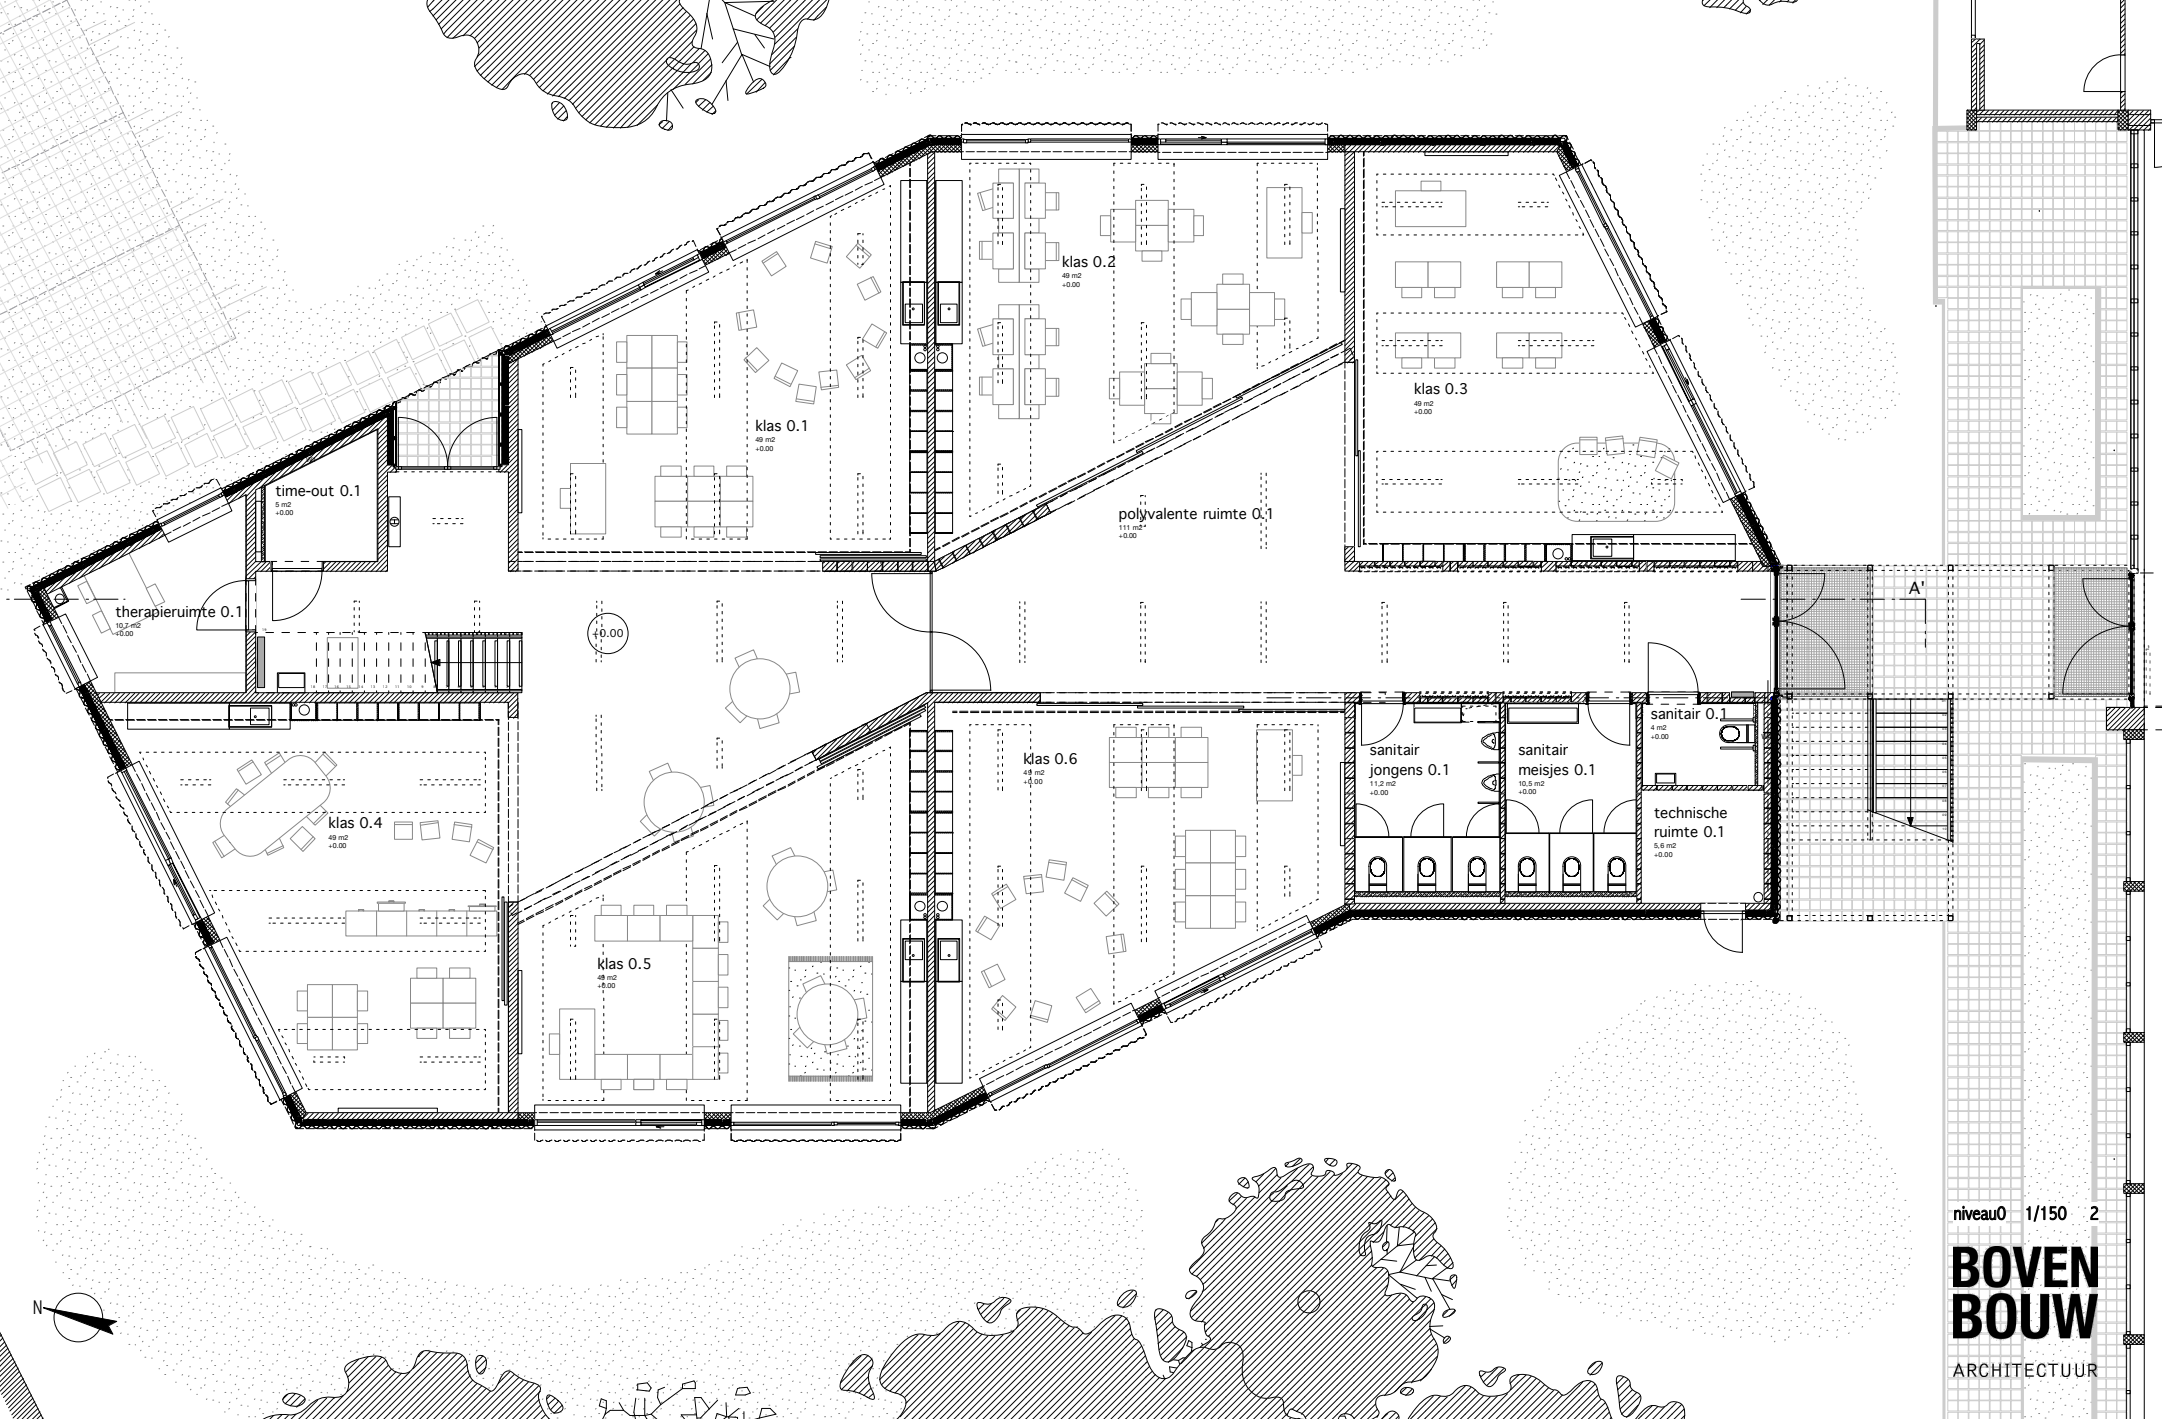 klas 0.2
49 m2
+0.00
klas 0.3
49 m2
+0.00
klas 0.1
49 m2
+0.00
time-out 0.1
5 m2
+0.00
polyvalente ruimte 0.1
111 m2
+0.00
therapieruimte 0.1
10,7 m2
+0.00
+0.00
A'
klas 0.4
49 m2
+0.00
klas 0.5
49 m2
+0.00
klas 0.6
49 m2
+0.00
sanitair
jongens 0.1
11,2 m2
+0.00
sanitair
meisjes 0.1
10,5 m2
+0.00
sanitair 0.1
4 m2
+0.00
technische
ruimte 0.1
5,6 m2
+0.00
N
niveau0 1/150 2
BOVEN
BOUW
ARCHITECTUUR